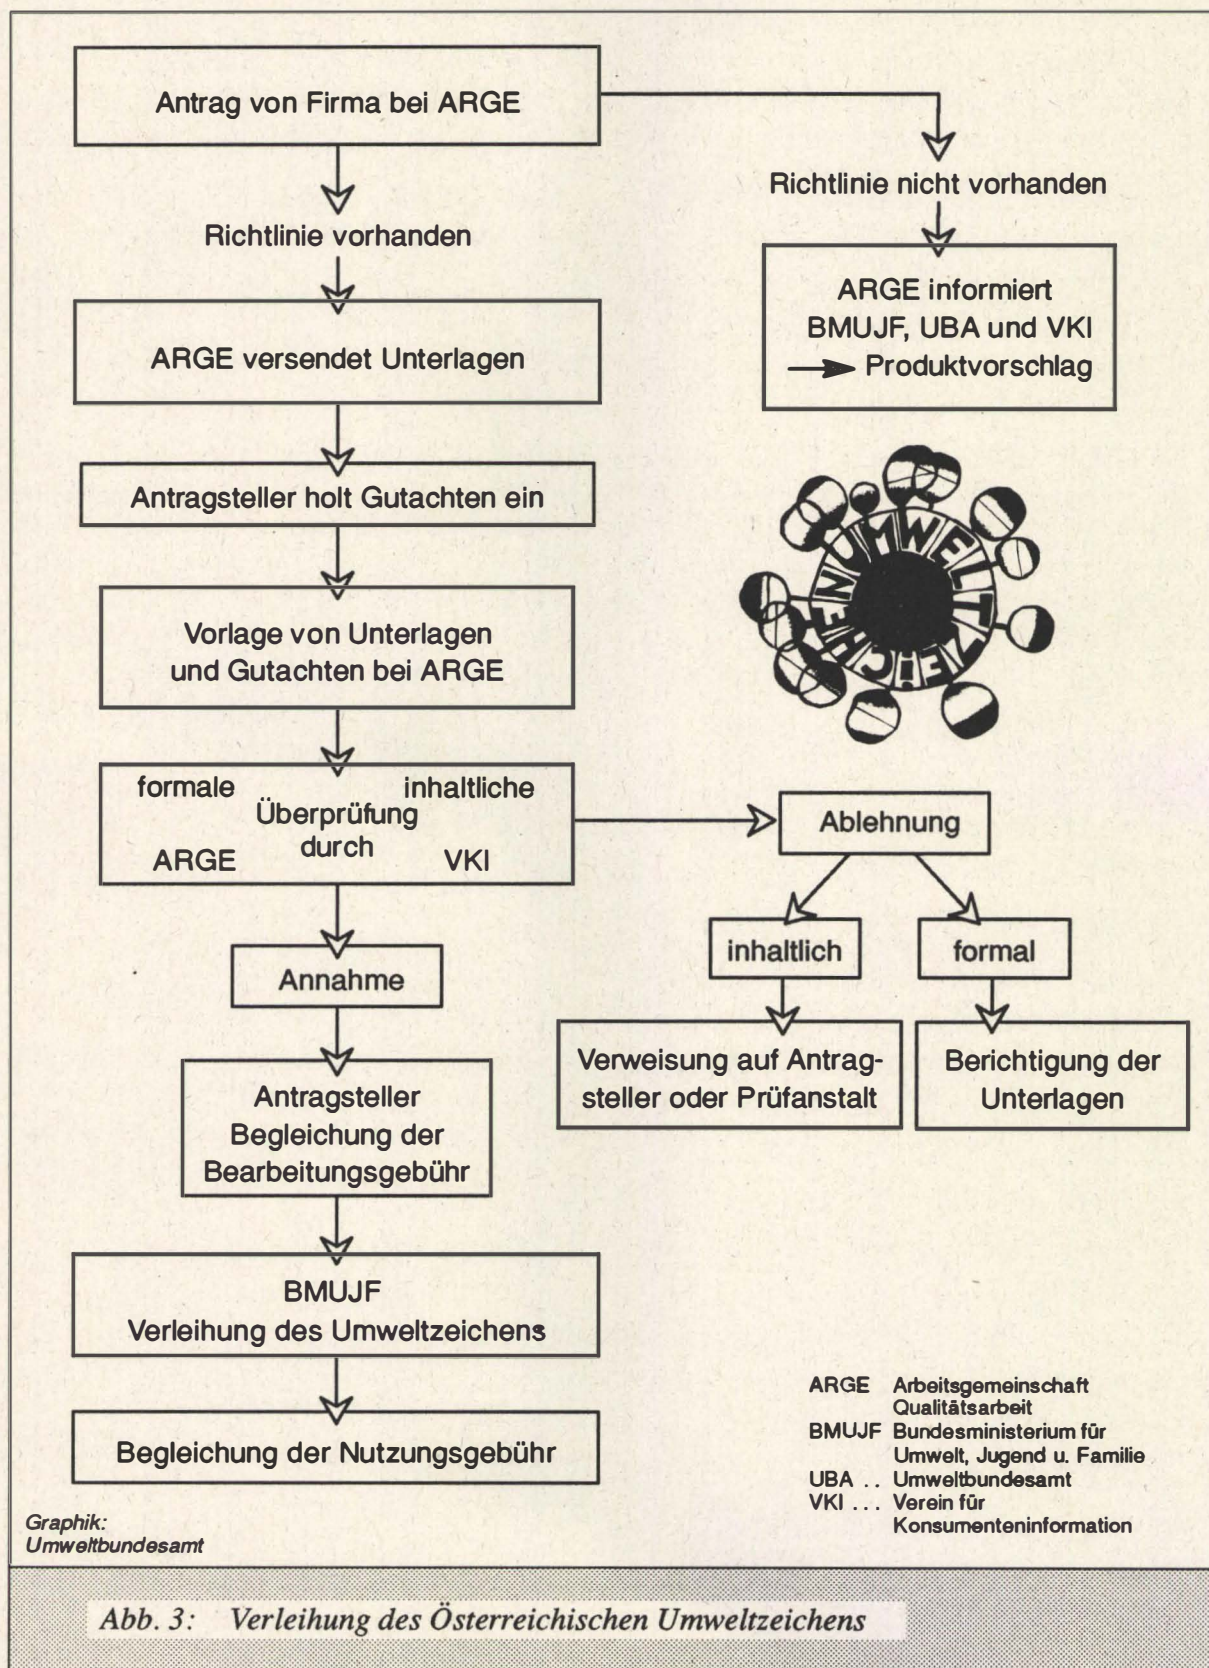 Antrag von Firma bei ARGE
Richtlinie nicht vorhanden
Richtlinie vorhanden
ARGE informiert
BMUJF, UBA und VKI
Produktvorschlag
ARGE versendet Unterlagen
Antragsteller holt Gutachten ein
UMWELTZEICHEN
Vorlage von Unterlagen
und Gutachten bei ARGE
formale inhaltliche
Überprüfung
durch
ARGE VKI
Ablehnung
inhaltlich
formal
Annahme
Verweisung auf Antrag-
steller oder Prüfanstalt
Berichtigung der
Unterlagen
Antragsteller
Begleichung der
Bearbeitungsgebühr
BMUJF
Verleihung des Umweltzeichens
Begleichung der Nutzungsgebühr
ARGE Arbeitsgemeinschaft
Qualitätsarbeit
BMUJF Bundesministerium für
Umwelt, Jugend u. Familie
UBA .. Umweltbundesamt
VKI ... Verein für
Konsumenteninformation
Graphik:
Umweltbundesamt
Abb. 3: Verleihung des Österreichischen Umweltzeichens